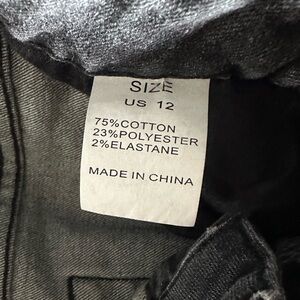 SIZE
US 12
75%COTTON
23%POLYESTER
2%ELASTANE
MADE IN CHINA